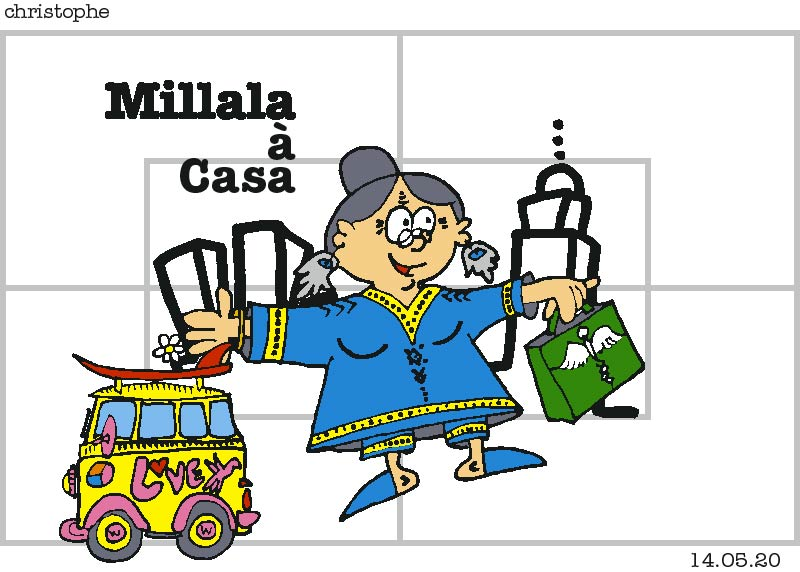 christophe
Millala
à
Casa
LOVE
W
W
14.05.20